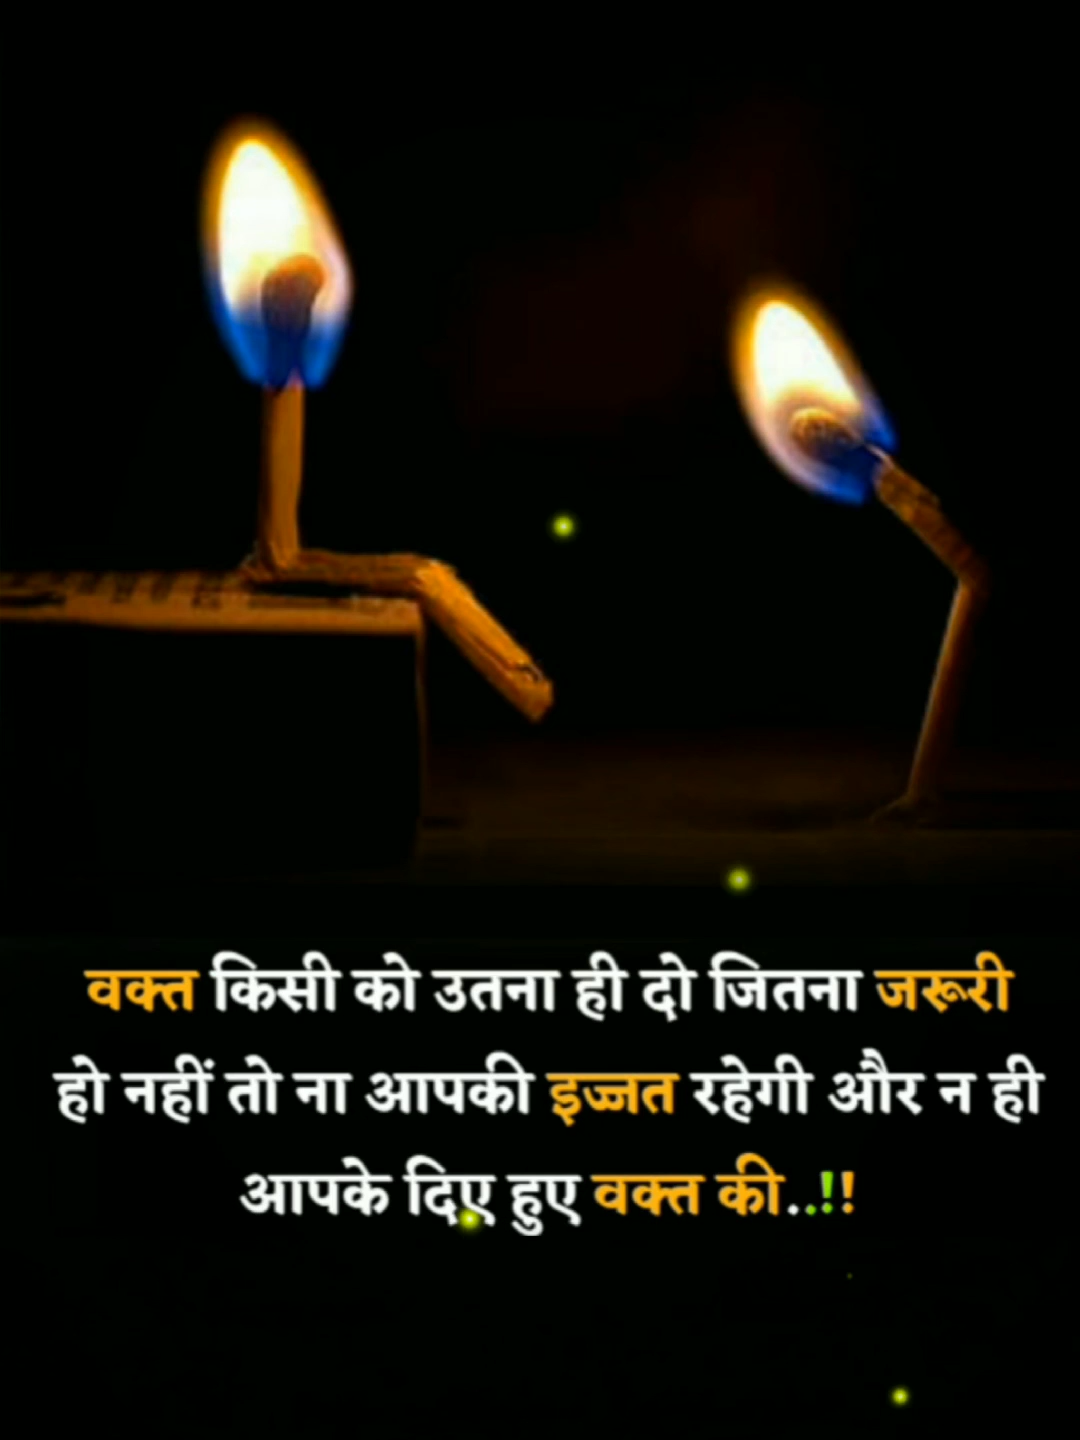 वक्त किसी को उतना ही दो जितना जरूरी
हो नहीं तो ना आपकी इज्जत रहेगी और न ही
आपके दिए हुए वक्त की..!!